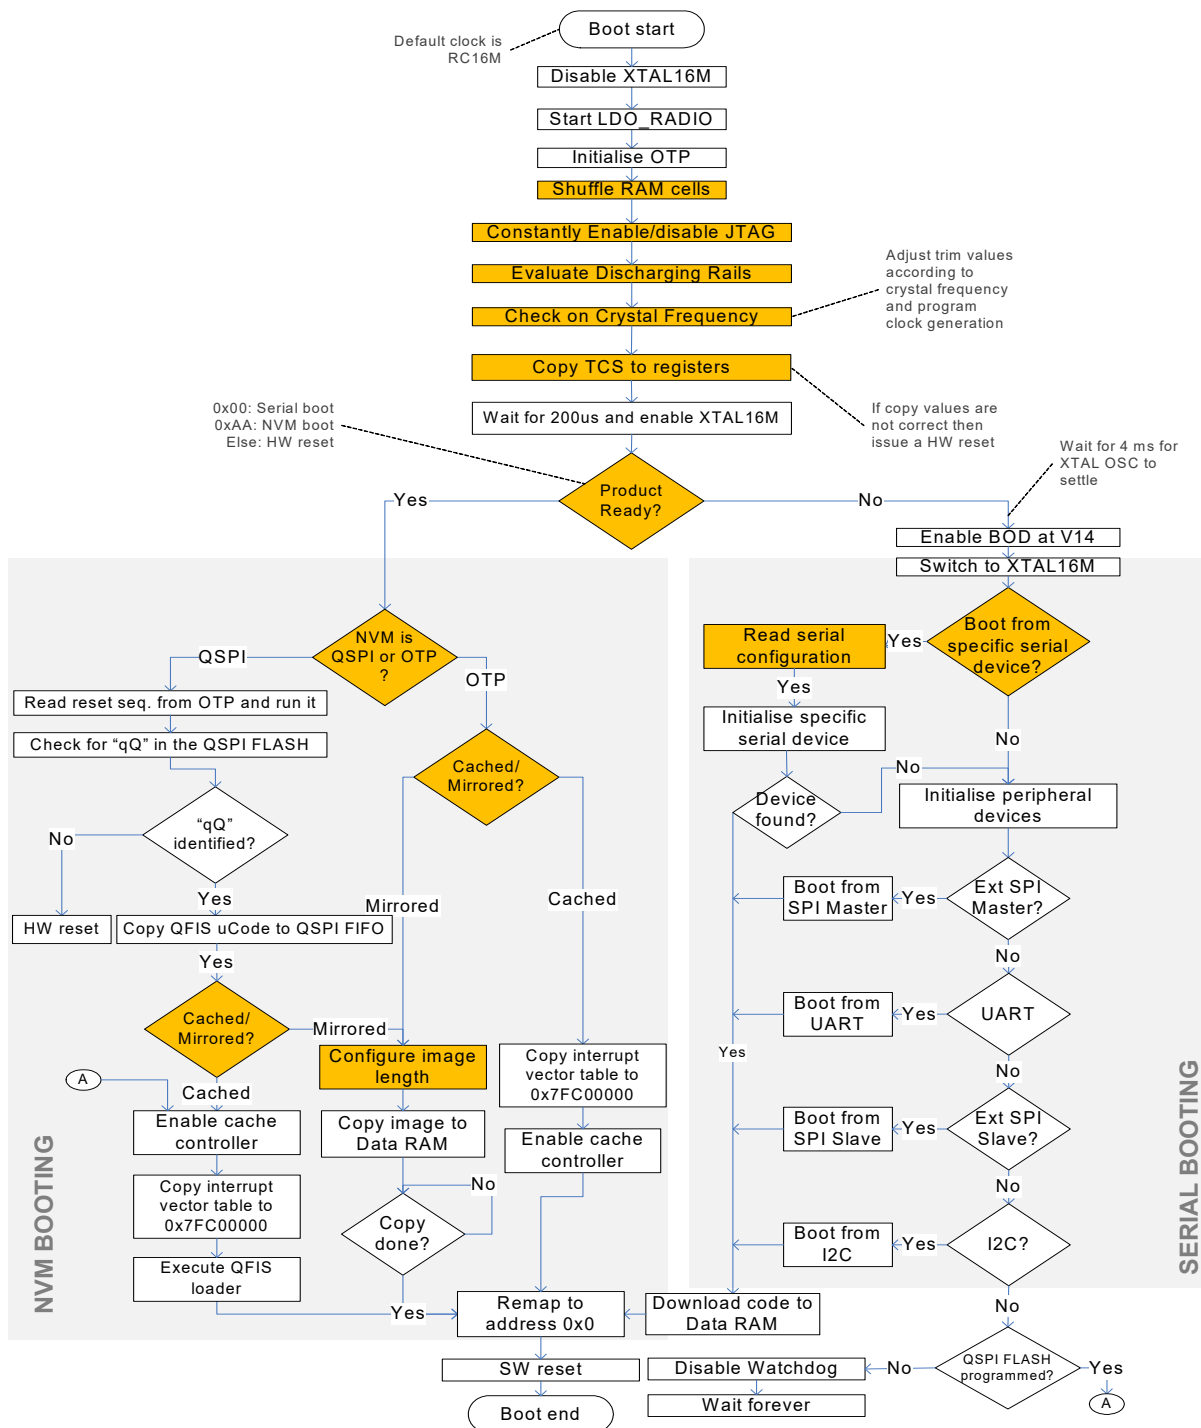 Boot start
Default clock is
RC16M
Disable XTAL16M
Start LDO_RADIO
Initialise OTP
Shuffle RAM cells
Constantly Enable/disable JTAG
Evaluate Discharging Rails
Adjust trim values
according to
crystal frequency
and program
clock generation
Check on Crystal Frequency
Copy TCS to registers
0x00: Serial boot
0xAA: NVM boot
Else: HW reset
Wait for 200us and enable XTAL16M
If copy values are
not correct then
issue a HW reset
Wait for 4 ms for
XTAL OSC to
settle
Product
Ready?
Yes
No
Enable BOD at V14
Switch to XTAL16M
NVM is
QSPI or OTP
?
QSPI
OTP
Read reset seq. from OTP and run it
Check for “qQ” in the QSPI FLASH
“qQ”
identified?
No
Yes
HW reset
Copy QFIS uCode to QSPI FIFO
Yes
Cached/
Mirrored?
Mirrored
Cached
Cached/
Mirrored?
Mirrored
Cached
A
Enable cache
controller
Copy interrupt
vector table to
0x7FC00000
Execute QFIS
loader
Configure image
length
Copy image to
Data RAM
No
Copy
done?
Yes
Copy interrupt
vector table to
0x7FC00000
Enable cache
controller
NVM BOOTING
Boot from
specific serial
device?
Yes
Read serial
configuration
Yes
Initialise specific
serial device
No
No
Device
found?
Initialise peripheral
devices
Boot from
SPI Master
Yes
Ext SPI
Master?
No
Boot from
UART
Yes
UART
Yes
No
Boot from
SPI Slave
Yes
Ext SPI
Slave?
No
Boot from
I2C
Yes
I2C?
No
SERIAL BOOTING
Remap to
address 0x0
Download code to
Data RAM
SW reset
Boot end
Disable Watchdog
Wait forever
No
QSPI FLASH
programmed?
Yes
A